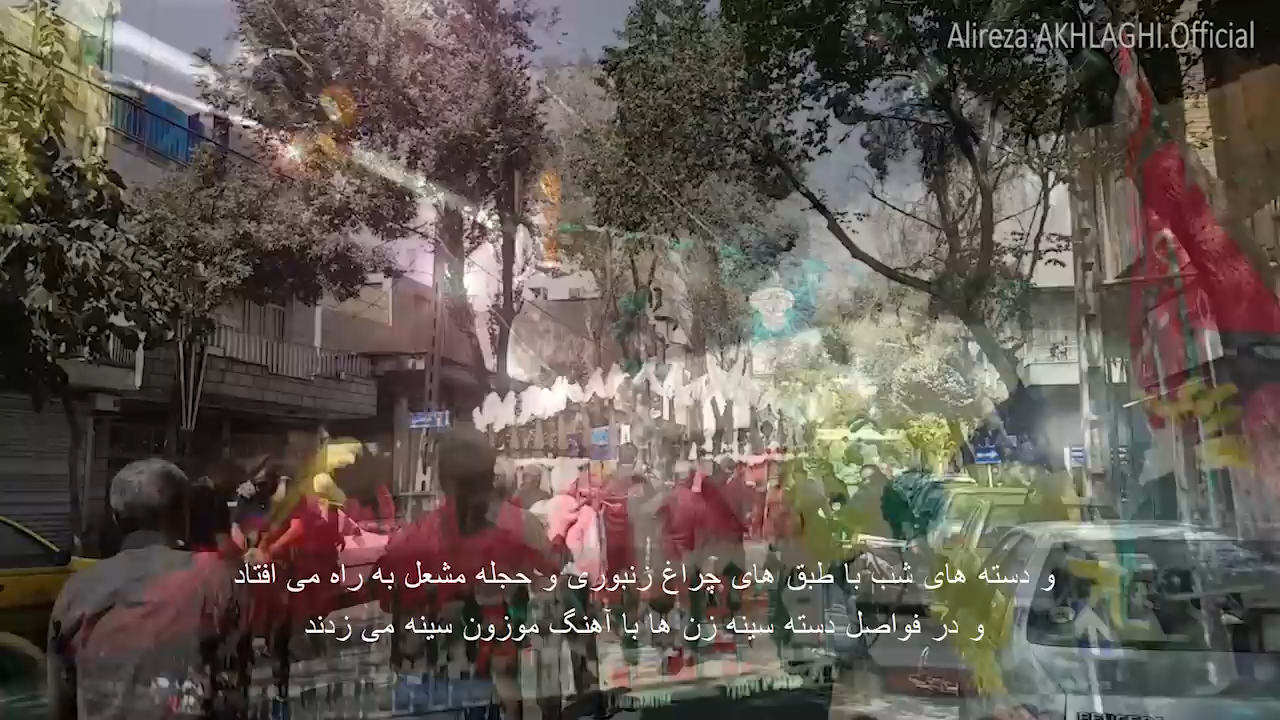 Alireza.AKHLAGHI.Official
و دسته های شب با طبق های چراغ زنبوری و حجله مشعل به راه می افتاد
و در فواصل دسته سینه زن ها با آهنگ موزون سینه می زدند